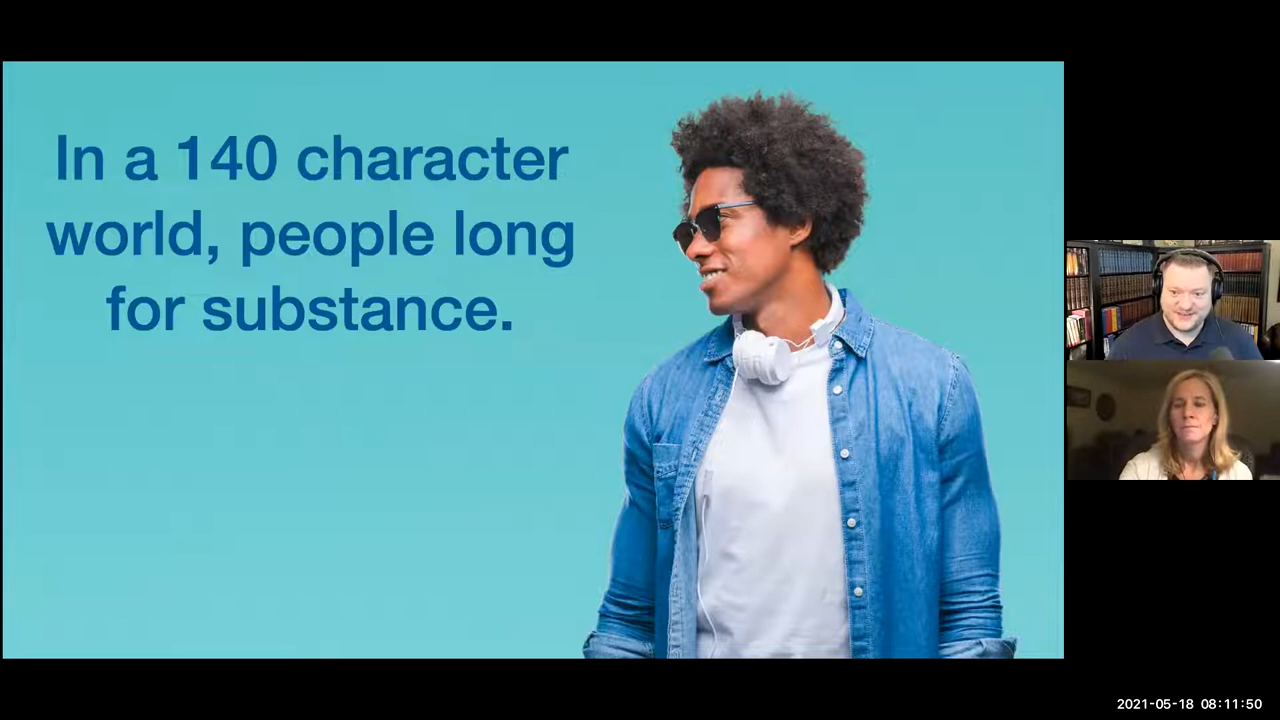 In a 140 character
world, people long
for substance.
2021-05-18 08:11:50